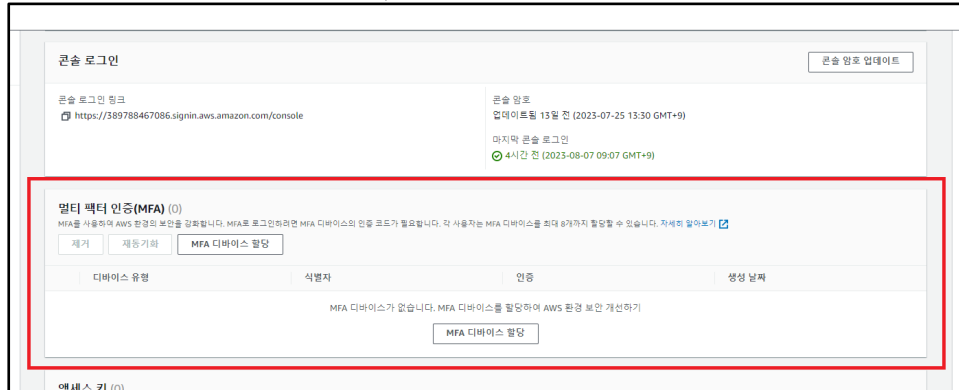 콘솔 로그인
콘솔 암호 업데이트
콘솔 로그인 링크
https://389788467086.signin.aws.amazon.com/console
콘솔 암호
업데이트됨 13일 전 (2023-07-25 13:30 GMT+9)
마지막 콘솔 로그인
4시간 전 (2023-08-07 09:07 GMT+9)
멀티 팩터 인증(MFA) (0)
MFA를 사용하여 AWS 환경의 보안을 강화합니다. MFA로 로그인하려면 MFA 디바이스의 인증 코드가 필요합니다. 각 사용자는 MFA 디바이스를 최대 8개까지 할당할 수 있습니다. 자세히 알아보기
제거 재동기화 MFA 디바이스 할당
디바이스 유형 식별자 인증 생성 날짜
MFA 디바이스가 없습니다. MFA 디바이스를 할당하여 AWS 환경 보안 개선하기
MFA 디바이스 할당
액세스 키 (0)